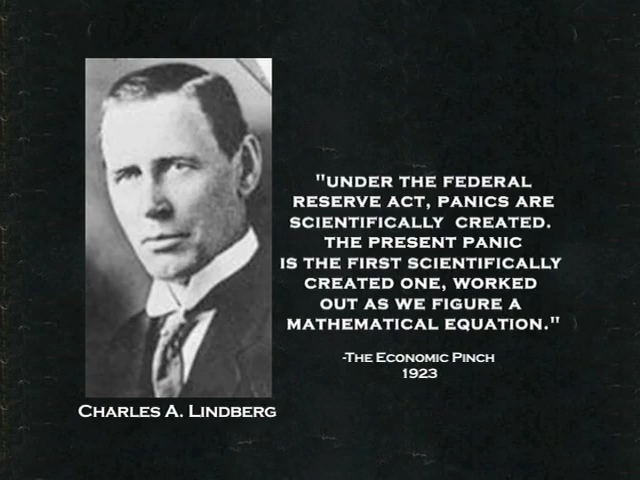 "UNDER THE FEDERAL
RESERVE ACT, PANICS ARE
SCIENTIFICALLY CREATED.
THE PRESENT PANIC
IS THE FIRST SCIENTIFICALLY
CREATED ONE, WORKED
OUT AS WE FIGURE A
MATHEMATICAL EQUATION."
-THE ECONOMIC PINCH
1923
CHARLES A. LINDBERG